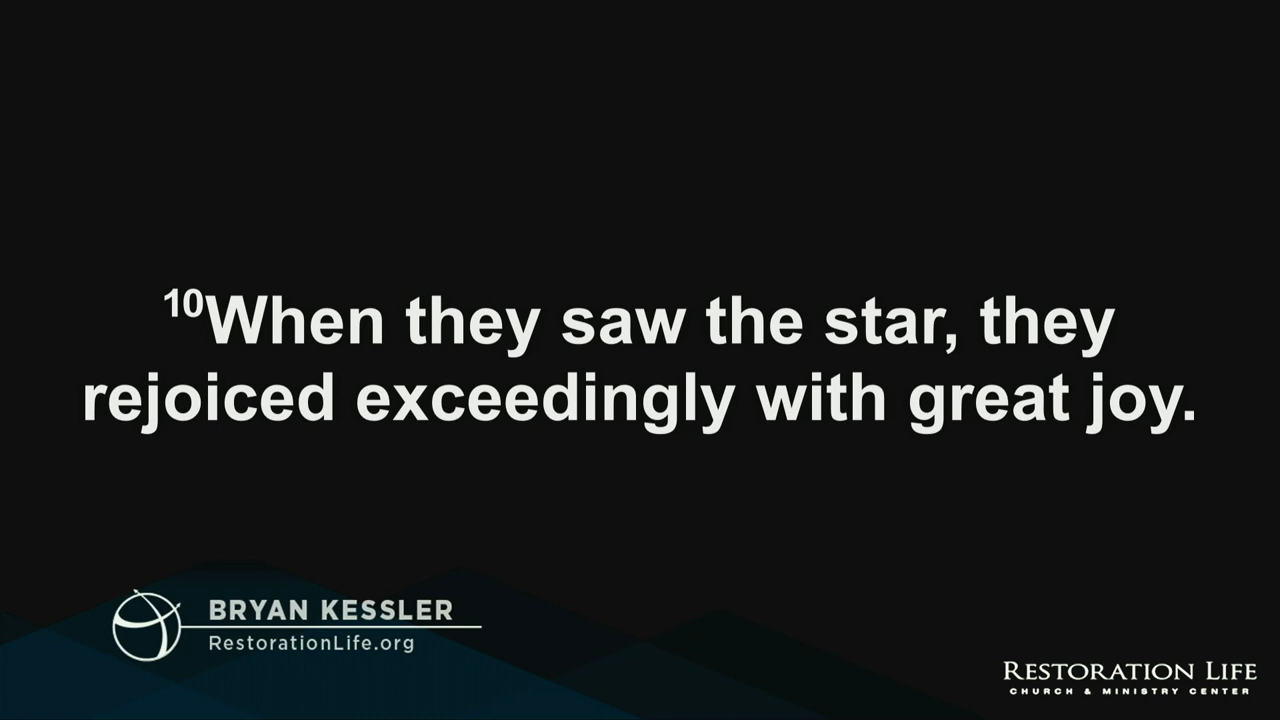 10When they saw the star, they
rejoiced exceedingly with great joy.
BRYAN KESSLER
RestorationLife.org
RESTORATION LIFE
CHURCH & MINISTRY CENTER